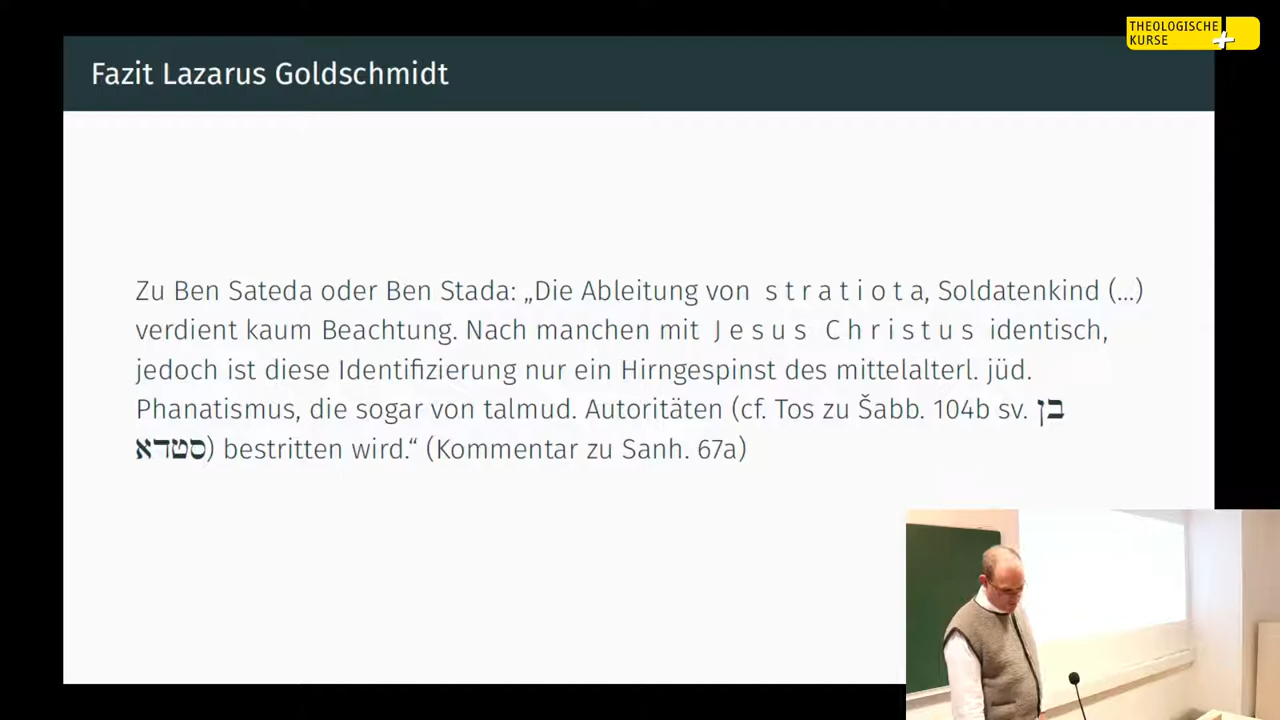 THEOLOGISCHE
KURSE
Fazit Lazarus Goldschmidt
Zu Ben Sateda oder Ben Stada: „Die Ableitung von s t r a t i o t a, Soldatenkind (...)
verdient kaum Beachtung. Nach manchen mit J e s u s C h r i s t u s identisch,
jedoch ist diese Identifizierung nur ein Hirngespinst des mittelalterl. jüd.
Phanatismus, die sogar von talmud. Autoritäten (cf. Tos zu Šabb. 104b sv. בן
סטדא) bestritten wird.“ (Kommentar zu Sanh. 67a)